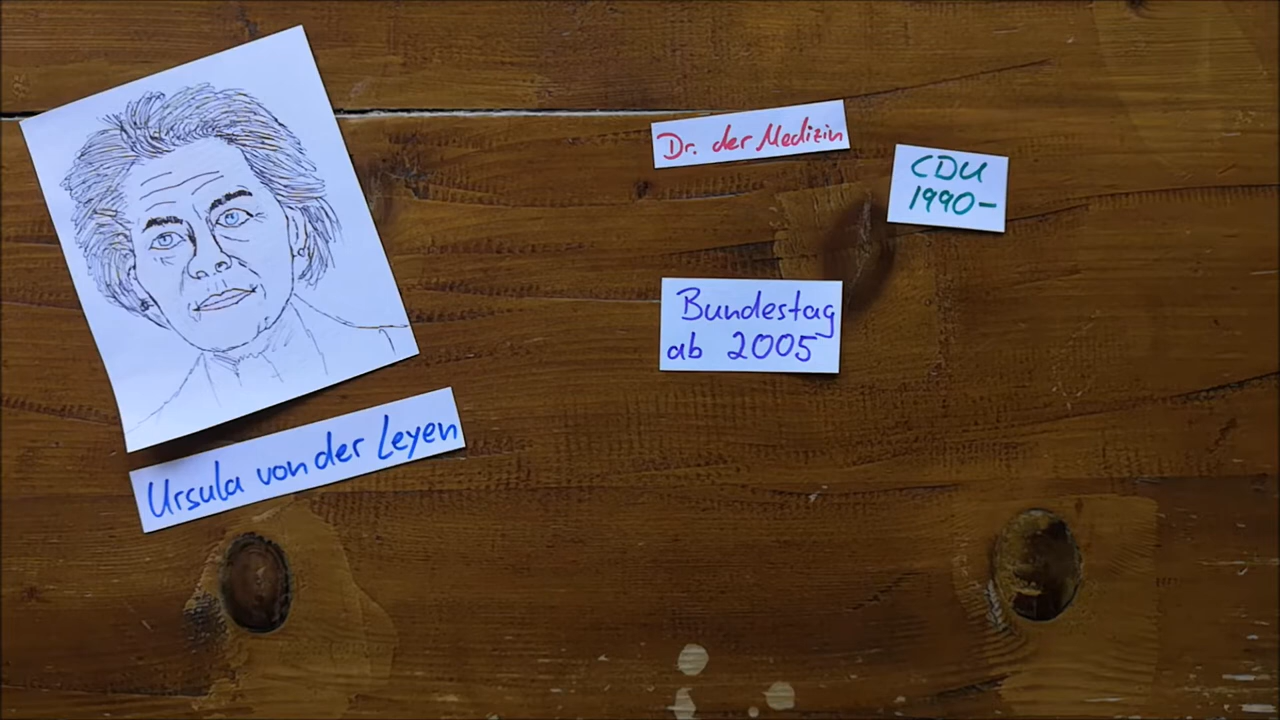 Dr. der Medizin
CDU
1990-
Bundestag
ab 2005
Ursula von der Leyen